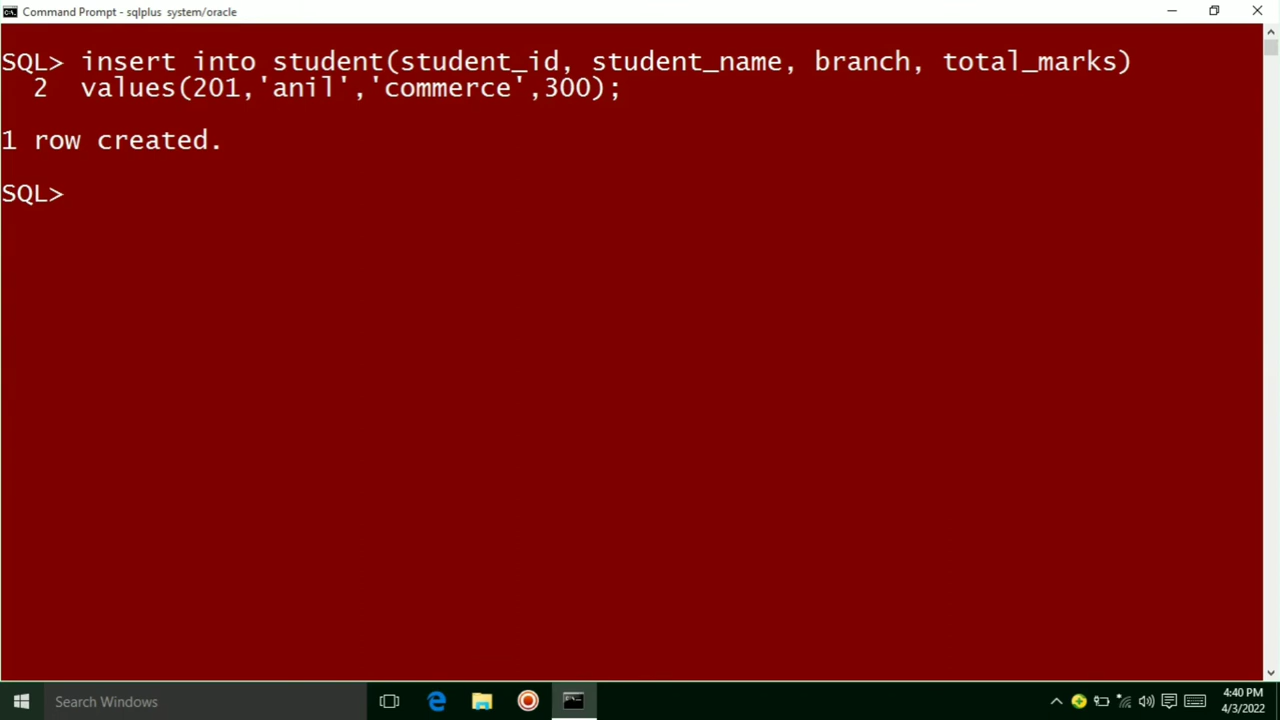 Command Prompt - sqlplus  system/oracle
SQL> insert into student(student_id, student_name, branch, total_marks)
  2  values(201,'anil','commerce',300);
1 row created.
SQL>
Search Windows
4:40 PM
4/3/2022